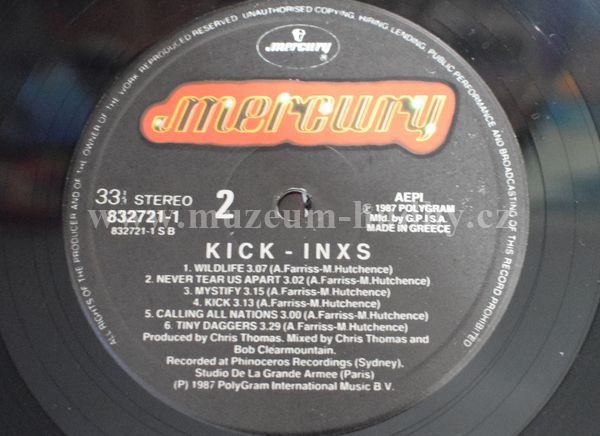 ALL RIGHTS OF THE PRODUCER AND OF THE OWNER OF THE WORK REPRODUCED RESERVED. UNAUTHORISED COPYING, HIRING, LENDING, PUBLIC PERFORMANCE AND BROADCASTING OF THIS RECORD PROHIBITED
mercury
®
mercury
33⅓ STEREO
832721-1
832721-1 S B
2
AEPI
℗ 1987 POLYGRAM
Mfd. by G.P.I S.A.
MADE IN GREECE
www.muzeum-hudby.cz
KICK - INXS
1. WILDLIFE 3.07 (A.Farriss-M.Hutchence)
2. NEVER TEAR US APART 3.02 (A.Farriss-M.Hutchence)
3. MYSTIFY 3.15 (A.Farriss-M.Hutchence)
4. KICK 3.13 (A.Farriss-M.Hutchence)
5. CALLING ALL NATIONS 3.00 (A.Farriss-M.Hutchence)
6. TINY DAGGERS 3.29 (A.Farriss-M.Hutchence)
Produced by Chris Thomas. Mixed by Chris Thomas and
Bob Clearmountain.
Recorded at Phinoceros Recordings (Sydney).
Studio De La Grande Armee (Paris)
(P) 1987 PolyGram International Music B V.